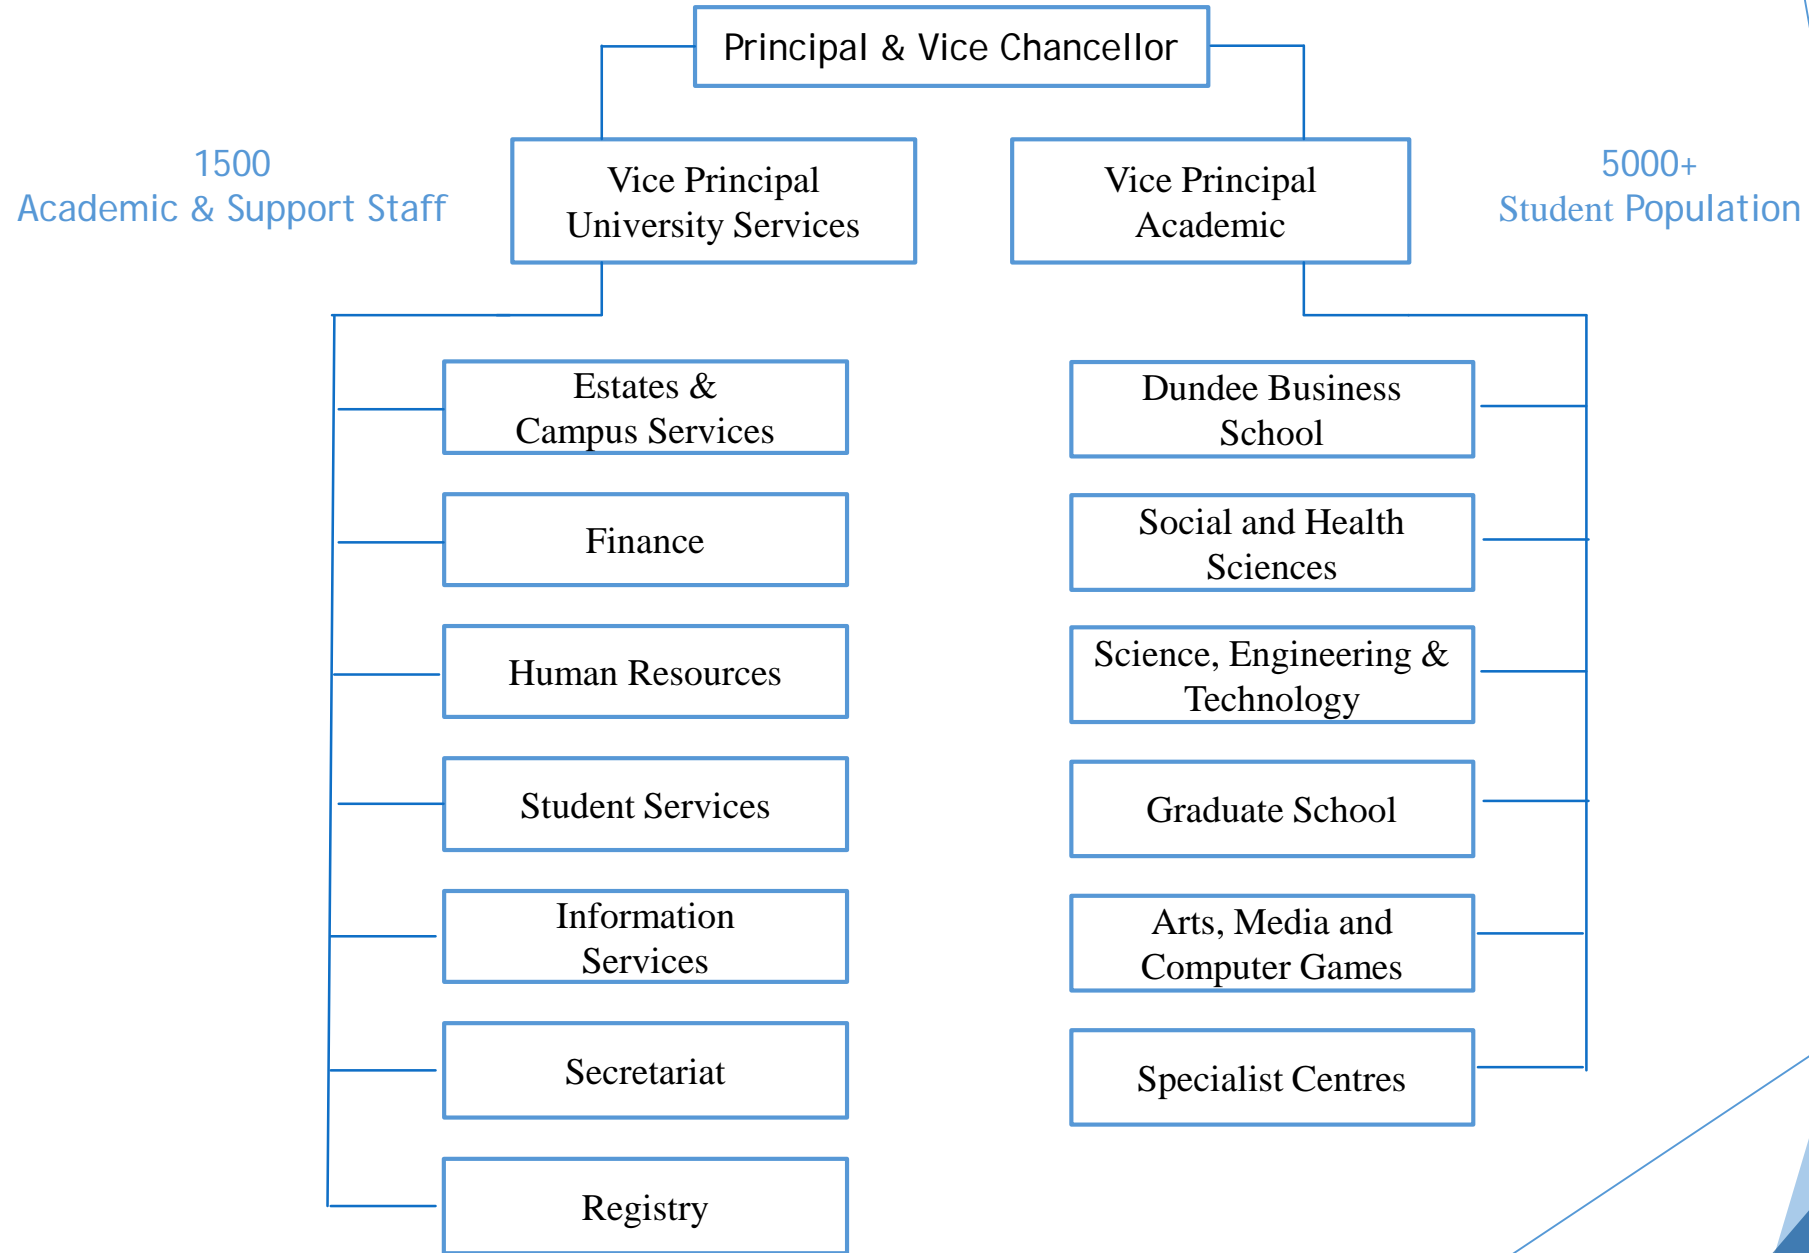 Principal & Vice Chancellor
1500
Academic & Support Staff
Vice Principal
University Services
Vice Principal
Academic
5000+
Student Population
Estates &
Campus Services
Finance
Human Resources
Student Services
Information
Services
Secretariat
Registry
Dundee Business
School
Social and Health
Sciences
Science, Engineering &
Technology
Graduate School
Arts, Media and
Computer Games
Specialist Centres